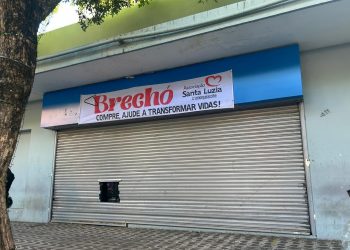 Brechó
COMPRE, AJUDE A TRANSFORMAR VIDAS!
Associação
Santa Luzia